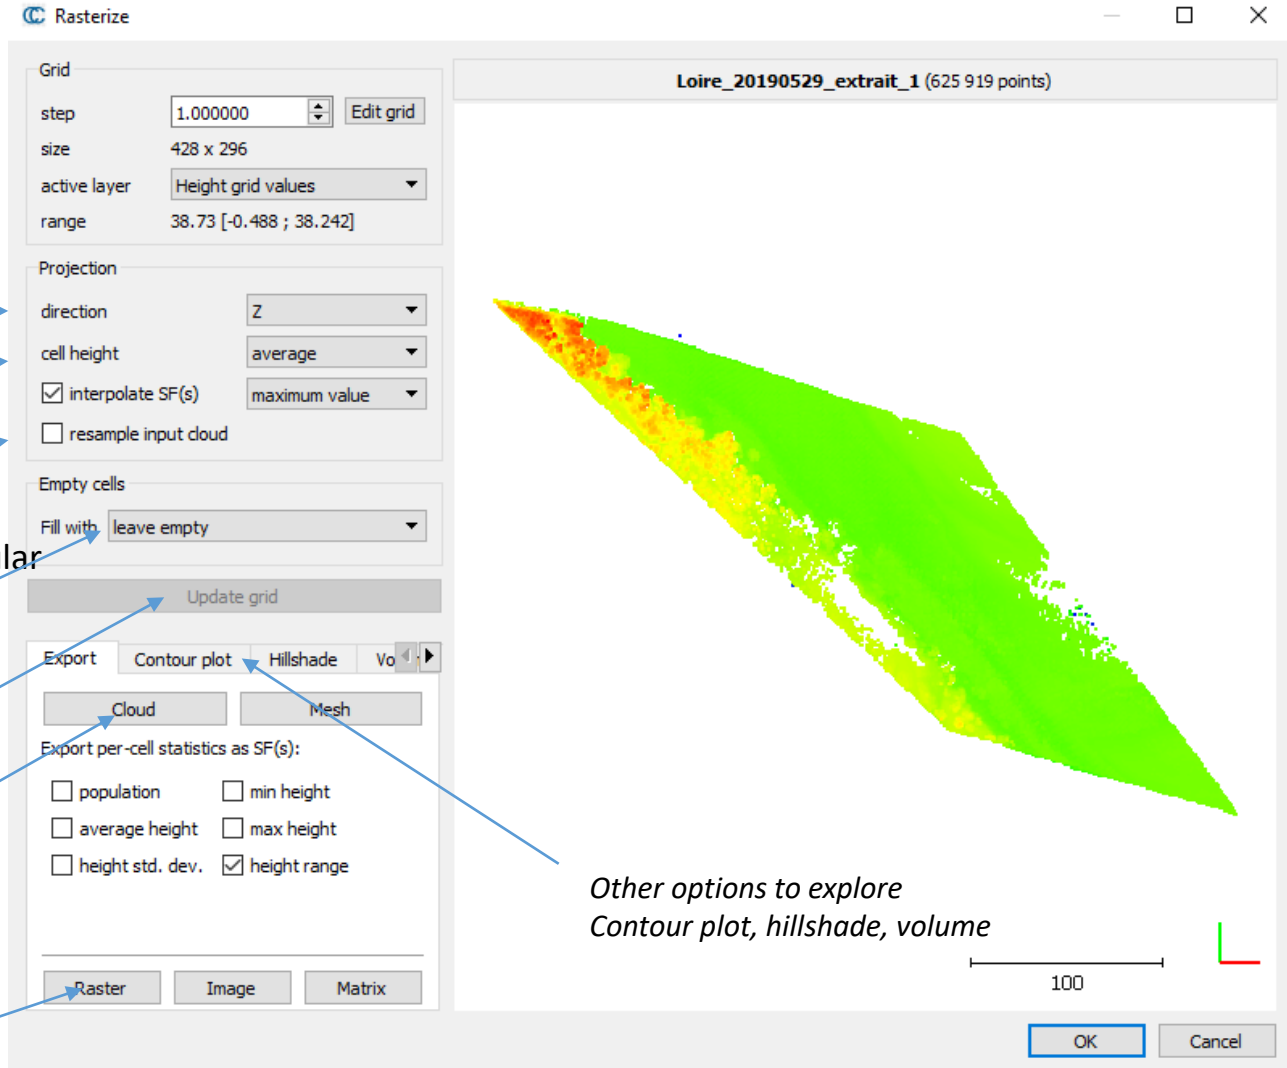 Rasterize
Grid
step 1.000000 Edit grid
size 428 x 296
active layer Height grid values
range 38.73 [-0.488 ; 38.242]
Projection
direction Z
cell height average
interpolate SF(s) maximum value
resample input cloud
Empty cells
Fill with leave empty
lar
Update grid
Export Contour plot Hillshade Vo
Cloud Mesh
Export per-cell statistics as SF(s):
population min height
average height max height
height std. dev. height range
Raster Image Matrix
Loire_20190529_extrait_1 (625 919 points)
Other options to explore
Contour plot, hillshade, volume
100
OK Cancel